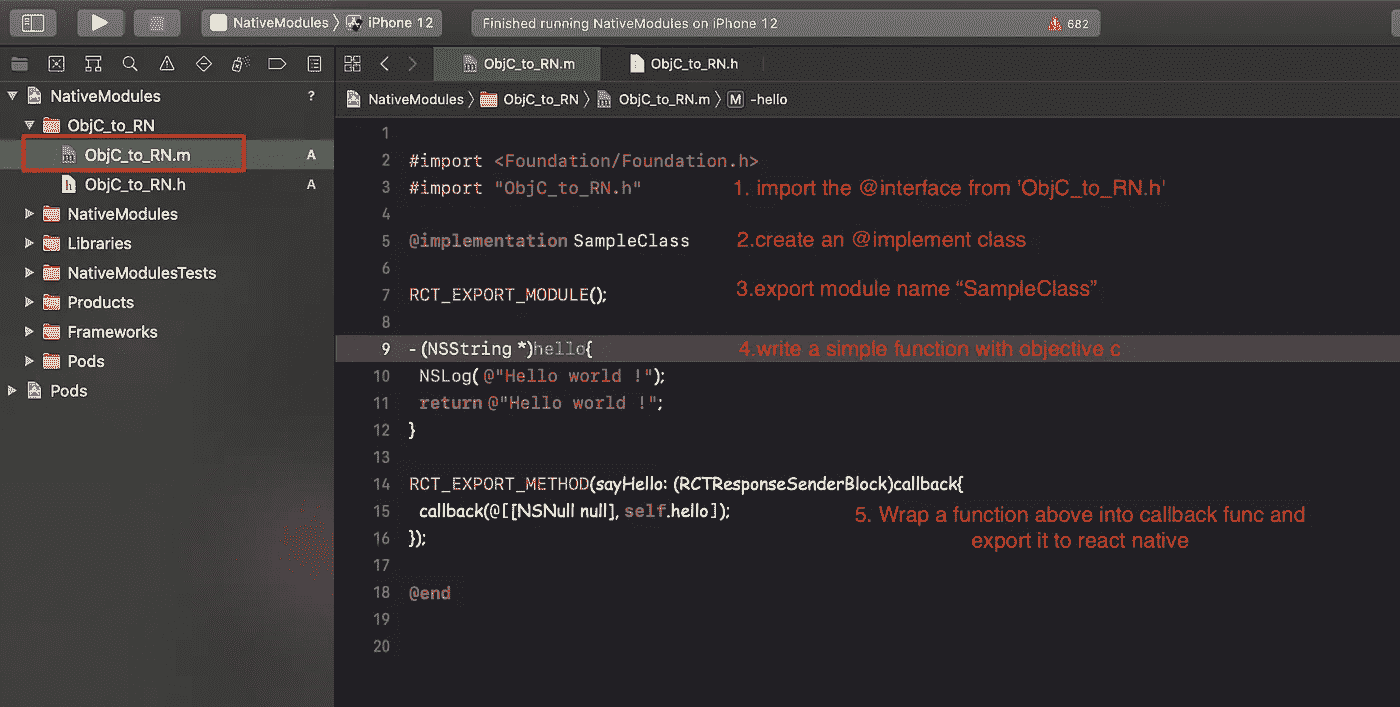 NativeModules 〉 iPhone 12
Finished running NativeModules on iPhone 12
682
ObjC_to_RN.m
ObjC_to_RN.h
NativeModules 〉 ObjC_to_RN 〉 ObjC_to_RN.m 〉 M -hello
NativeModules ?
ObjC_to_RN
ObjC_to_RN.m A
h ObjC_to_RN.h A
NativeModules
Libraries
NativeModulesTests
Products
Frameworks
Pods
Pods
1
2 #import <Foundation/Foundation.h>
3 #import "ObjC_to_RN.h" 1. import the @interface from 'ObjC_to_RN.h'
4
5 @implementation SampleClass 2.create an @implement class
6
7 RCT_EXPORT_MODULE(); 3.export module name “SampleClass”
8
9 - (NSString *)hello{ 4.write a simple function with objective c
10 NSLog( @"Hello world !");
11 return @"Hello world !";
12 }
13
14 RCT_EXPORT_METHOD(sayHello: (RCTResponseSenderBlock)callback{
15 callback(@[[NSNull null], self.hello]);
16 });
5. Wrap a function above into callback func and
export it to react native
17
18 @end
19
20